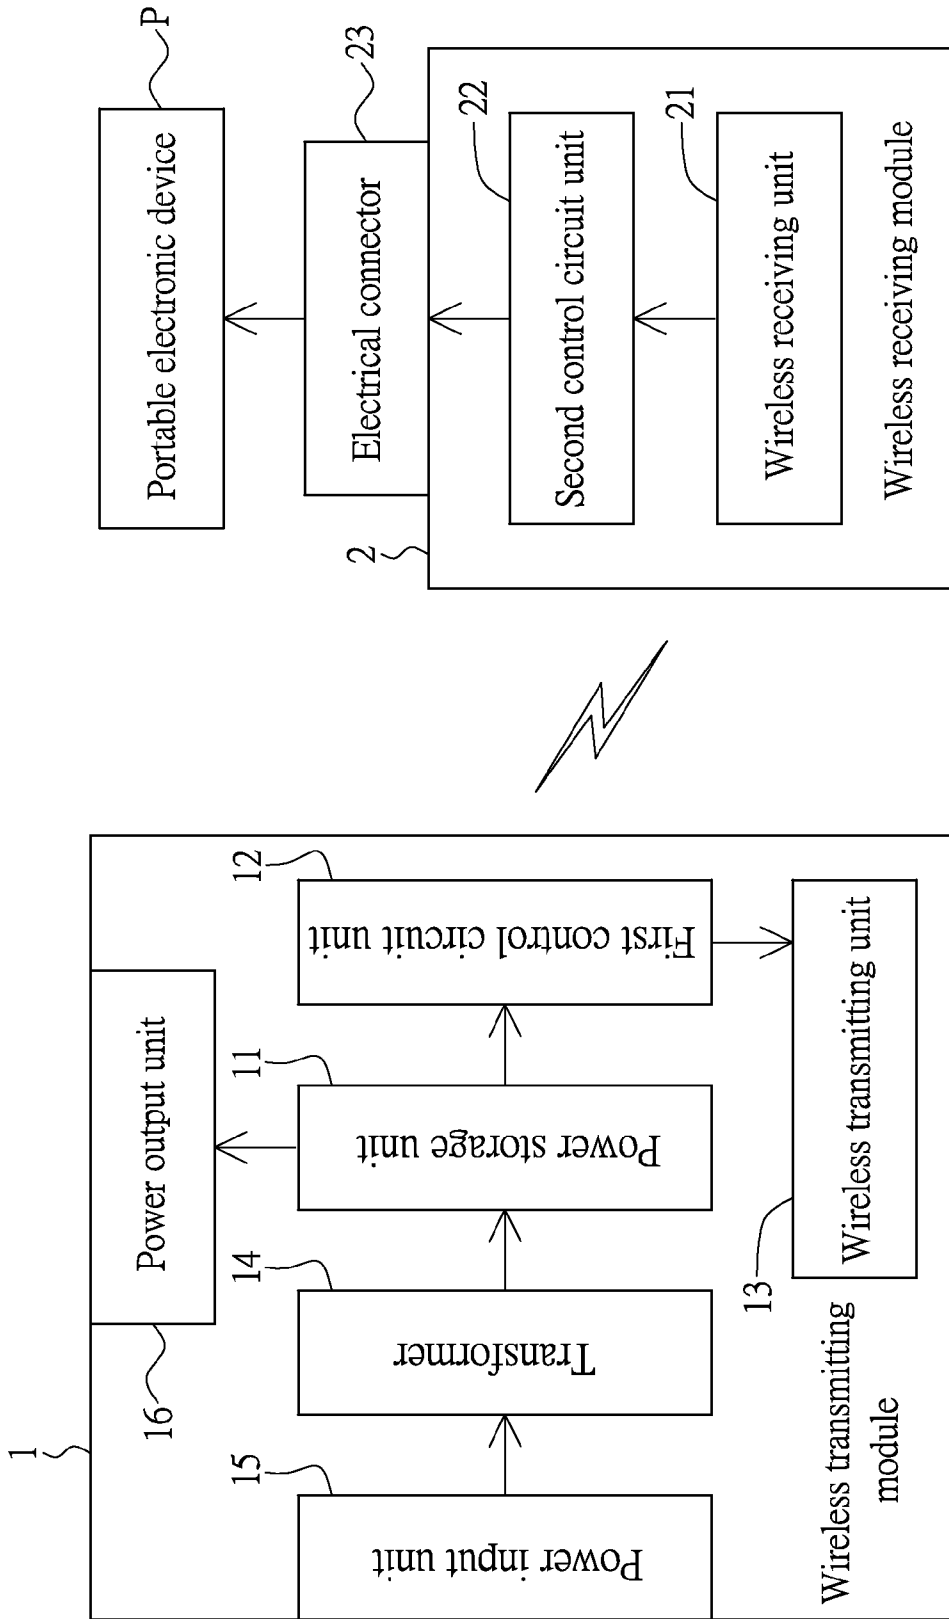 1
Wireless transmitting
module
15
Power input unit
14
Transformer
16
Power output unit
11
Power storage unit
12
First control circuit unit
13
Wireless transmitting unit
P
Portable electronic device
23
Electrical connector
2
22
Second control circuit unit
21
Wireless receiving unit
Wireless receiving module